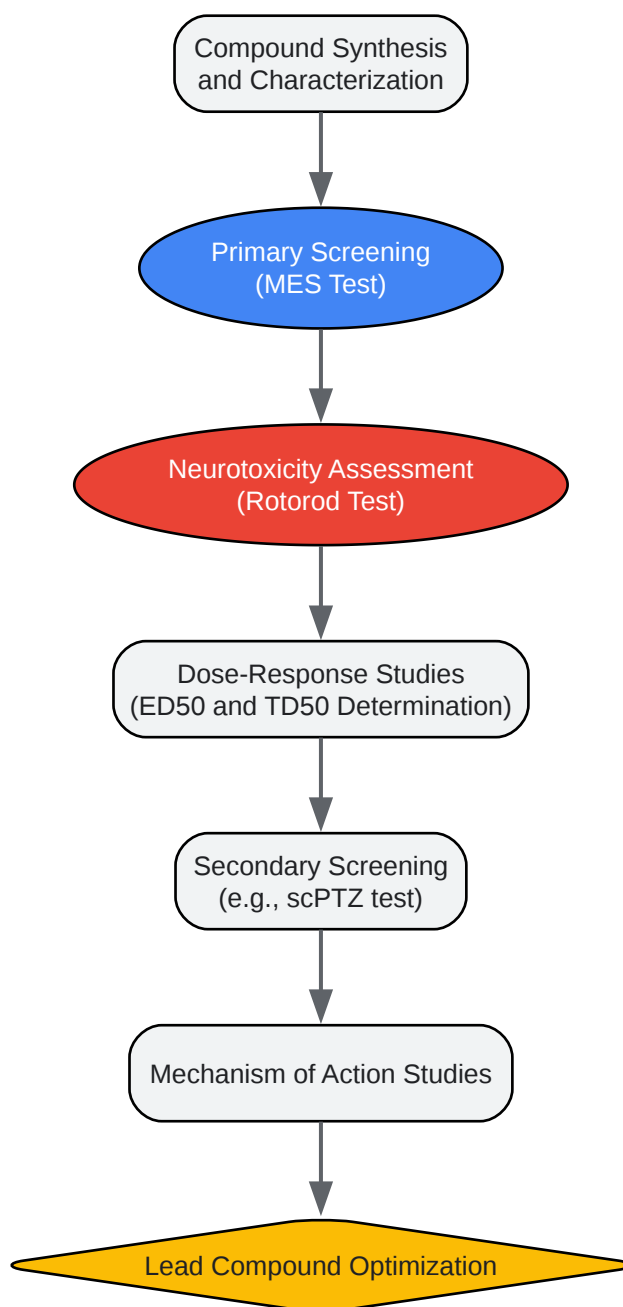 Compound Synthesis
and Characterization
Primary Screening
(MES Test)
Neurotoxicity Assessment
(Rotorod Test)
Dose-Response Studies
(ED50 and TD50 Determination)
Secondary Screening
(e.g., scPTZ test)
Mechanism of Action Studies
Lead Compound Optimization